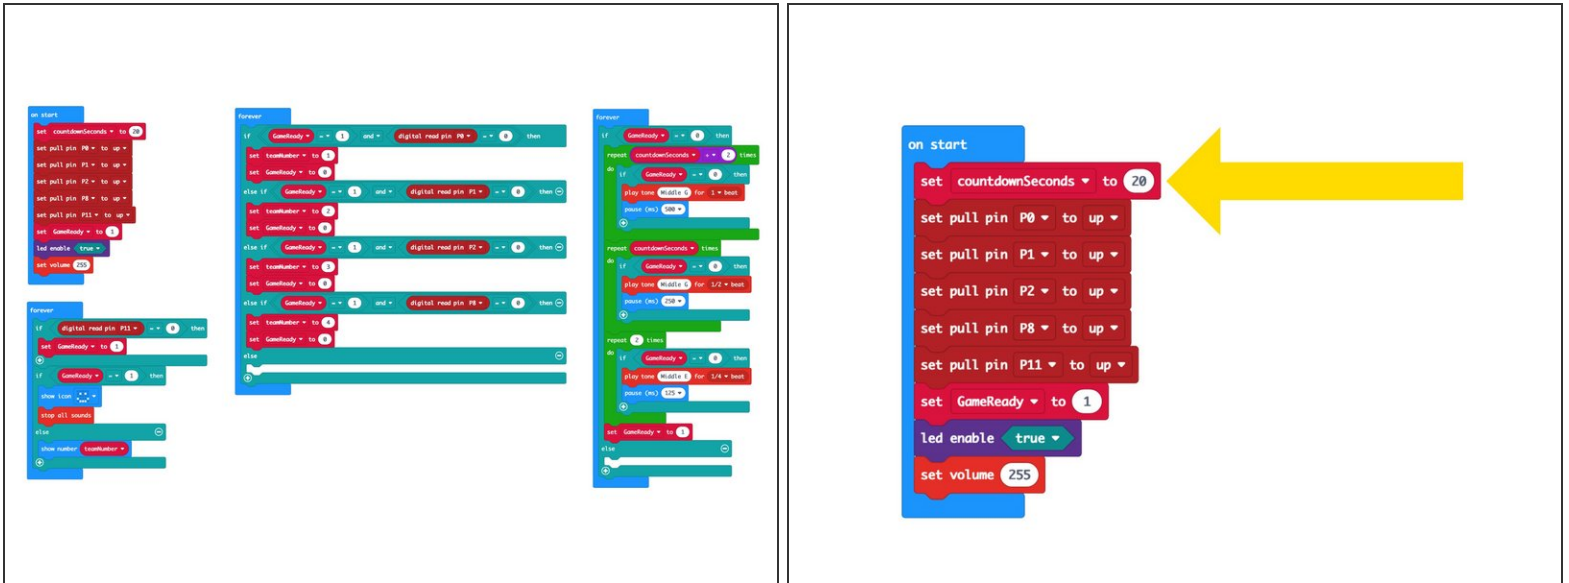 on start
set countdownSeconds to 20
set pull pin P0 to up
set pull pin P1 to up
set pull pin P2 to up
set pull pin P8 to up
set pull pin P11 to up
set GameReady to 1
led enable true
set volume 255
forever
if digital read pin P11 = 0 then
set GameReady to 1
if GameReady = 1 then
show icon
stop all sounds
else
show number teamNumber
forever
if GameReady = 1 and digital read pin P0 = 0 then
set teamNumber to 1
set GameReady to 0
else if GameReady = 1 and digital read pin P1 = 0 then
set teamNumber to 2
set GameReady to 0
else if GameReady = 1 and digital read pin P2 = 0 then
set teamNumber to 3
set GameReady to 0
else if GameReady = 1 and digital read pin P8 = 0 then
set teamNumber to 4
set GameReady to 0
else
forever
if GameReady = 0 then
repeat countdownSeconds ÷ 2 times
do if GameReady = 0 then
play tone Middle G for 1 beat
pause (ms) 500
repeat countdownSeconds times
do if GameReady = 0 then
play tone Middle G for 1/2 beat
pause (ms) 250
repeat 2 times
do if GameReady = 0 then
play tone Middle E for 1/4 beat
pause (ms) 125
set GameReady to 1
else
on start
set countdownSeconds to 20
set pull pin P0 to up
set pull pin P1 to up
set pull pin P2 to up
set pull pin P8 to up
set pull pin P11 to up
set GameReady to 1
led enable true
set volume 255